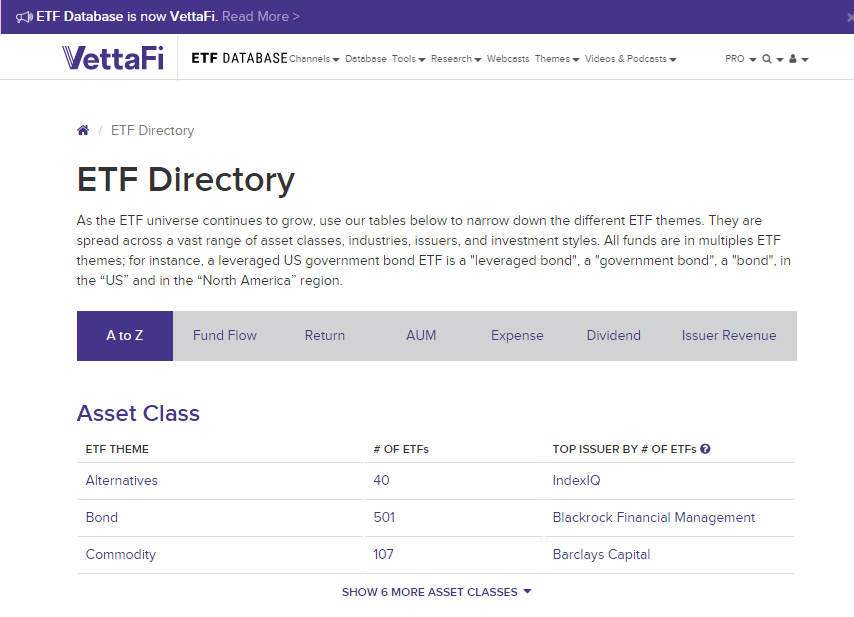 ETF Database is now VettaFi. Read More >
VettaFi ETF DATABASE Channels Database Tools Research Webcasts Themes Videos & Podcasts PRO
/ ETF Directory
ETF Directory
As the ETF universe continues to grow, use our tables below to narrow down the different ETF themes. They are
spread across a vast range of asset classes, industries, issuers, and investment styles. All funds are in multiples ETF
themes; for instance, a leveraged US government bond ETF is a "leveraged bond", a "government bond", a "bond", in
the “US” and in the “North America” region.
A to Z Fund Flow Return AUM Expense Dividend Issuer Revenue
Asset Class
ETF THEME # OF ETFs TOP ISSUER BY # OF ETFs ?
Alternatives 40 IndexIQ
Bond 501 Blackrock Financial Management
Commodity 107 Barclays Capital
SHOW 6 MORE ASSET CLASSES